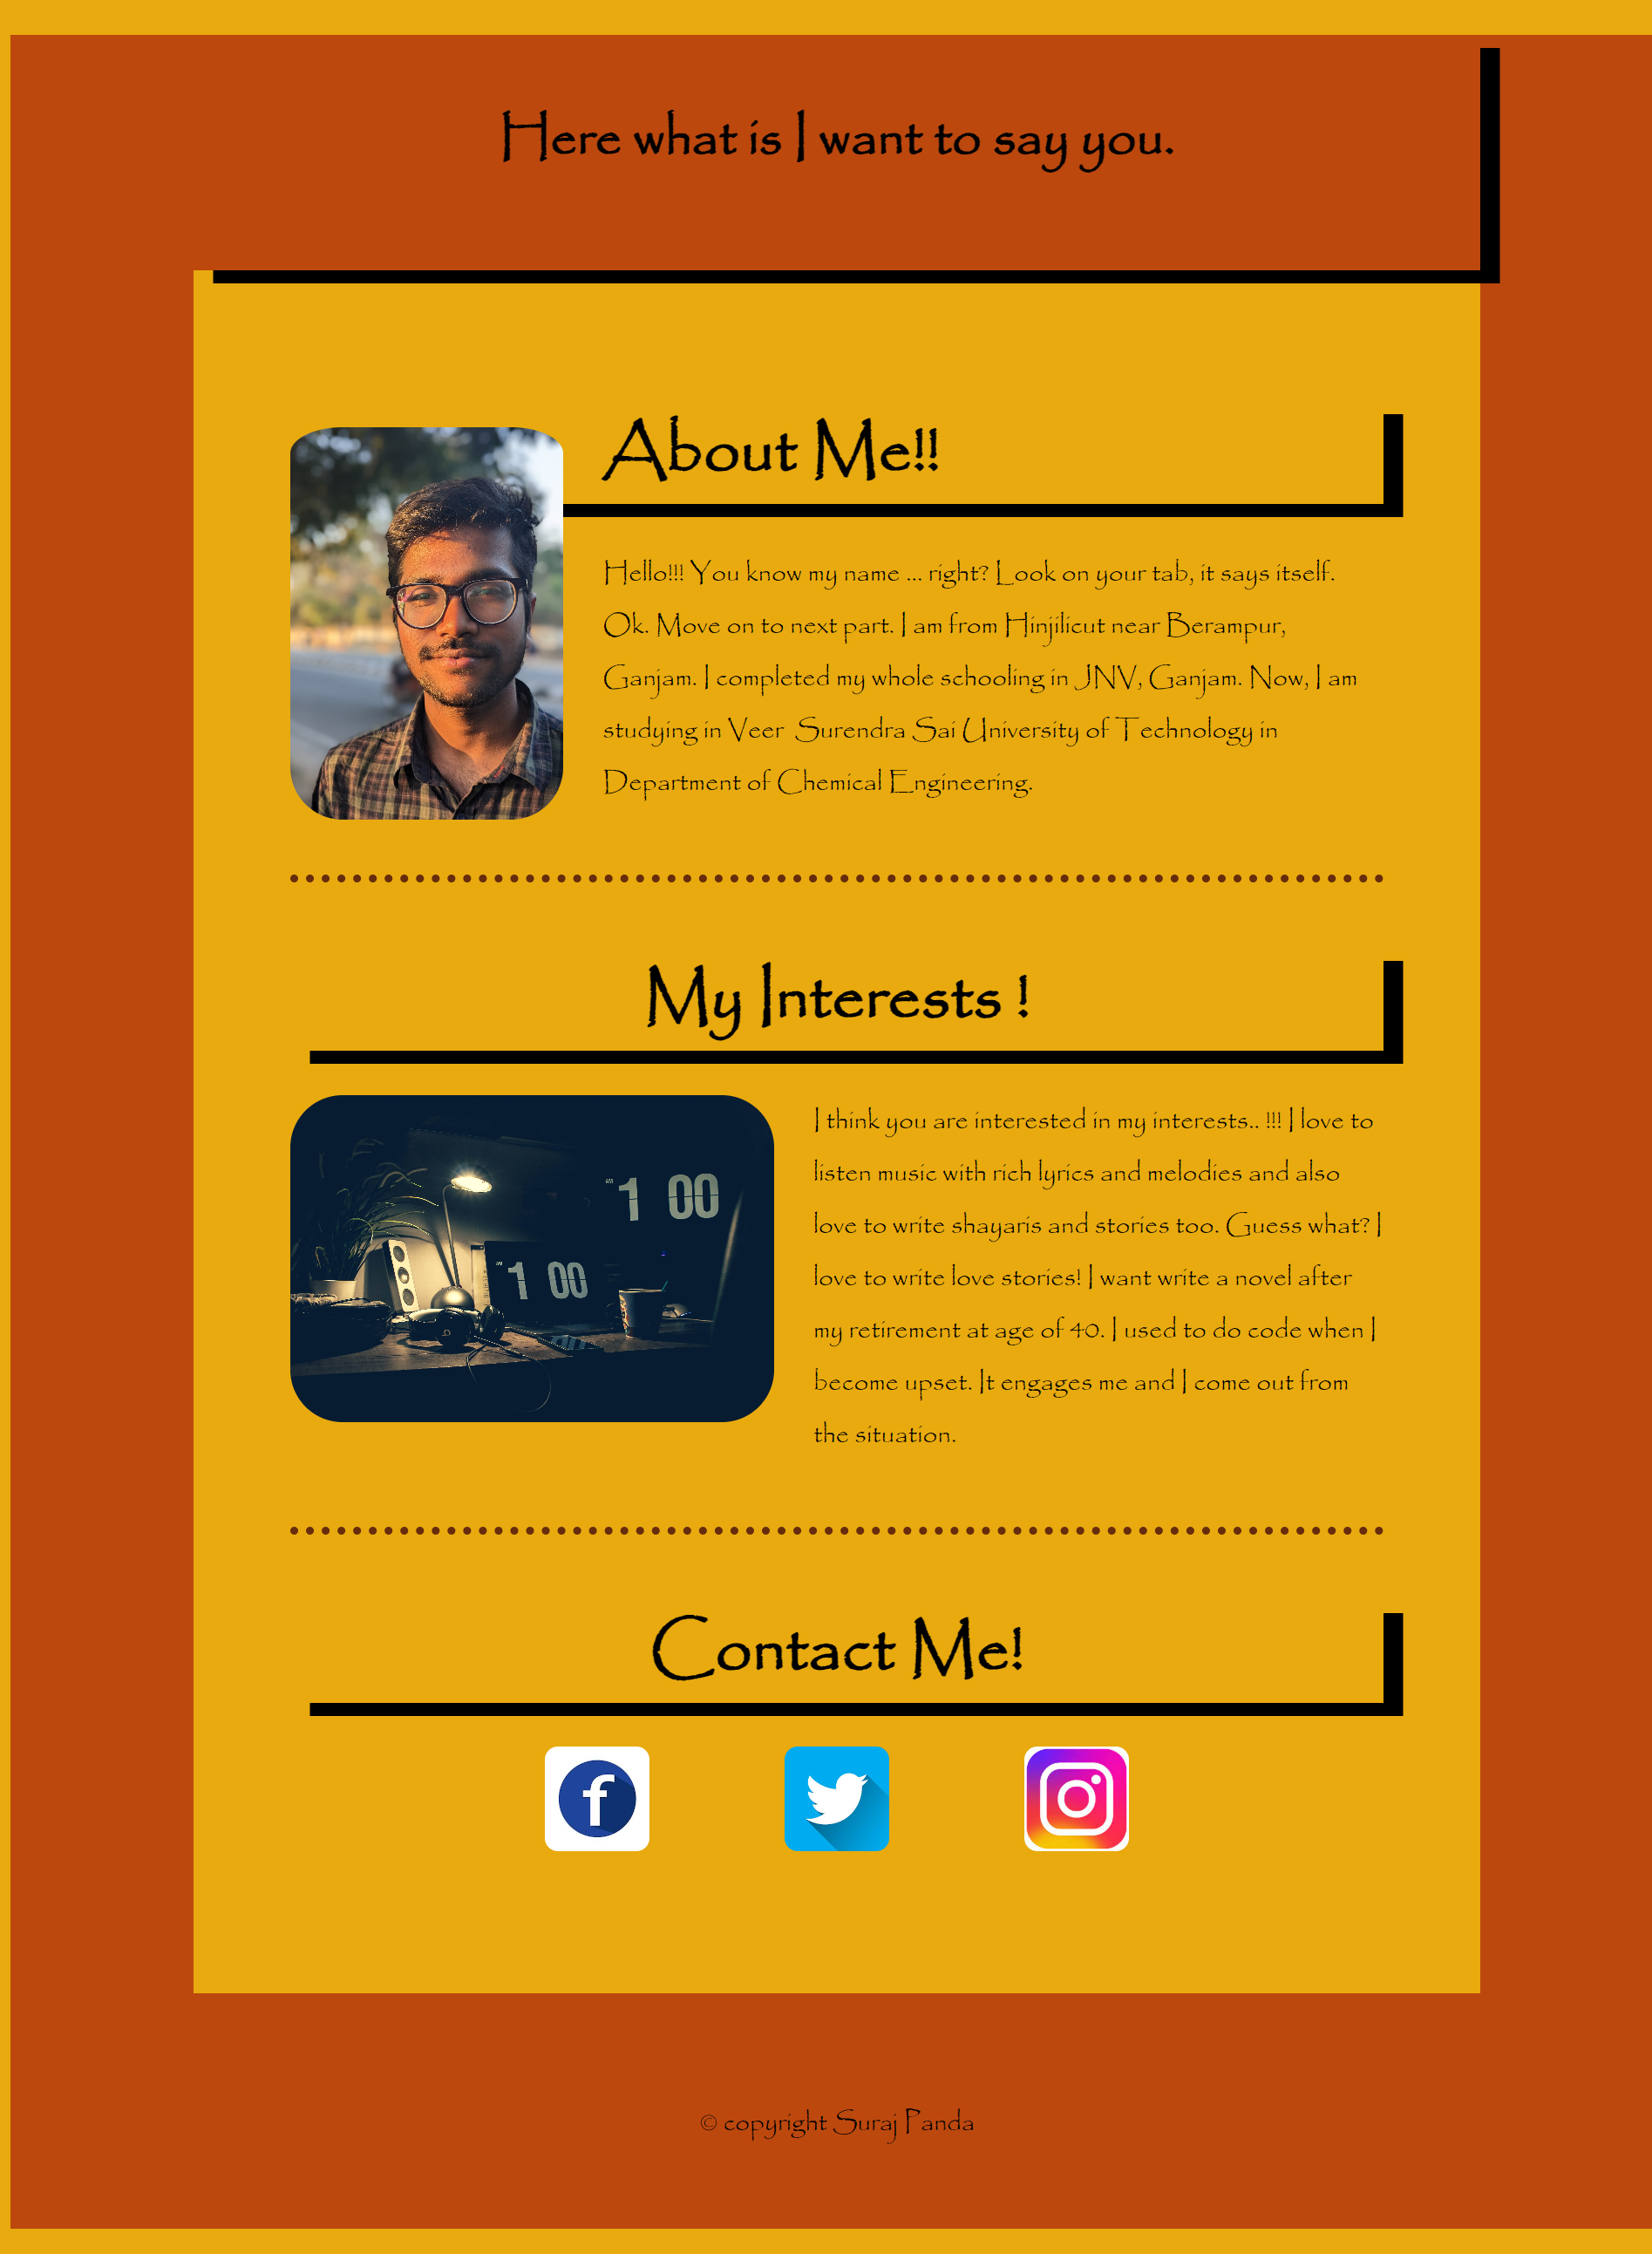 Here what is I want to say you.
About Me!!
Hello!!! You know my name ... right? Look on your tab, it says itself.
Ok. Move on to next part. I am from Hinjilicut near Berampur,
Ganjam. I completed my whole schooling in JNV, Ganjam. Now, I am
studying in Veer Surendra Sai University of Technology in
Department of Chemical Engineering.
My Interests !
1 00
1 00
I think you are interested in my interests.. !!! I love to
listen music with rich lyrics and melodies and also
love to write shayaris and stories too. Guess what? I
love to write love stories! I want write a novel after
my retirement at age of 40. I used to do code when I
become upset. It engages me and I come out from
the situation.
Contact Me!
f
© copyright Suraj Panda